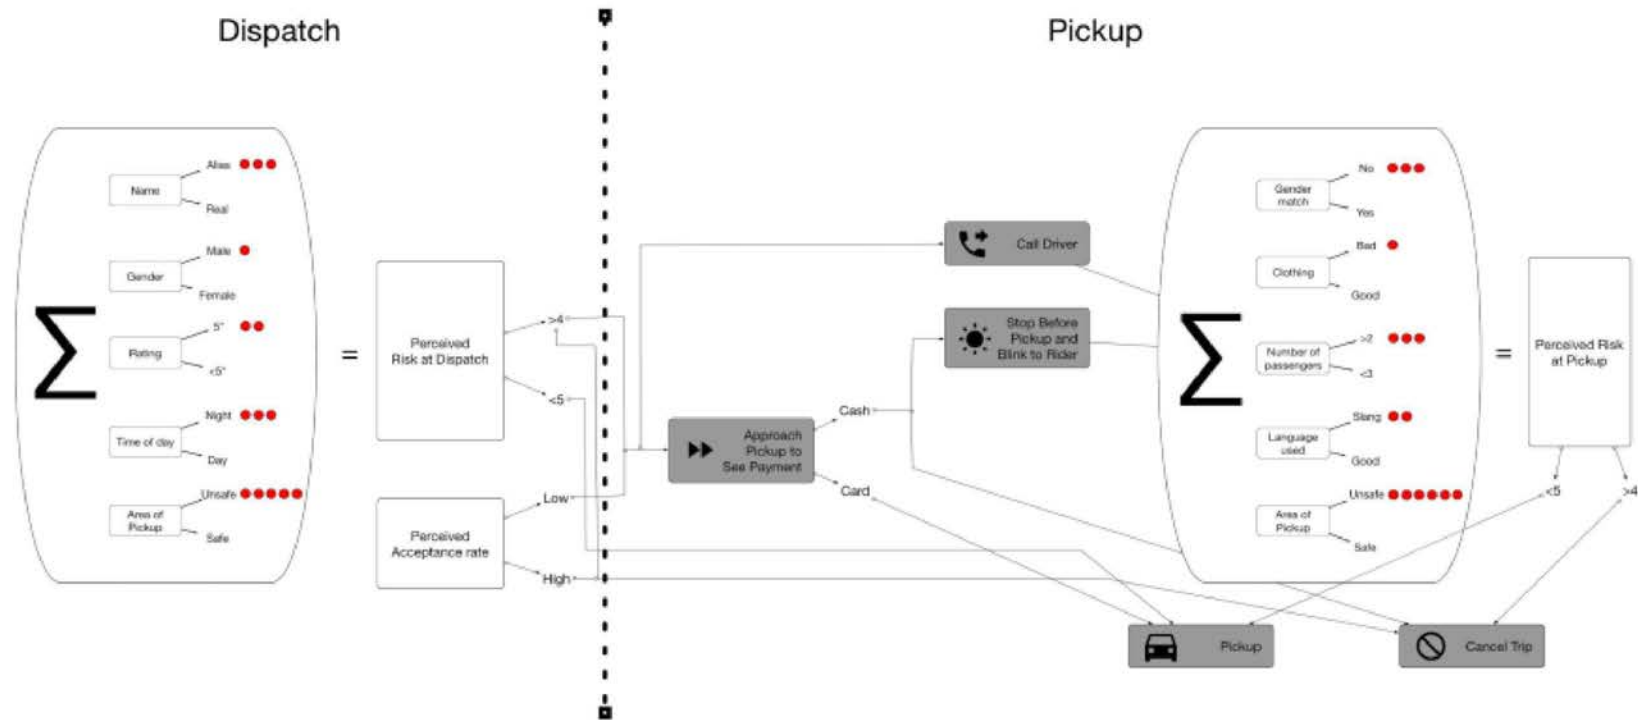 Dispatch
Pickup
Alias
Name
Real
Male
Gender
Female
5*
Rating
<5*
Night
Time of day
Day
Unsafe
Area of
Pickup
Safe
∑
=
Perceived
Risk at Dispatch
>4
<5
Perceived
Acceptance rate
Low
High
Approach
Pickup to
See Payment
Cash
Card
Call Driver
Stop Before
Pickup and
Blink to Rider
∑
No
Gender
match
Yes
Bad
Clothing
Good
>2
Number of
passengers
<3
Slang
Language
used
Good
Unsafe
Area of
Pickup
Safe
=
Perceived Risk
at Pickup
<5
>4
Pickup
Cancel Trip